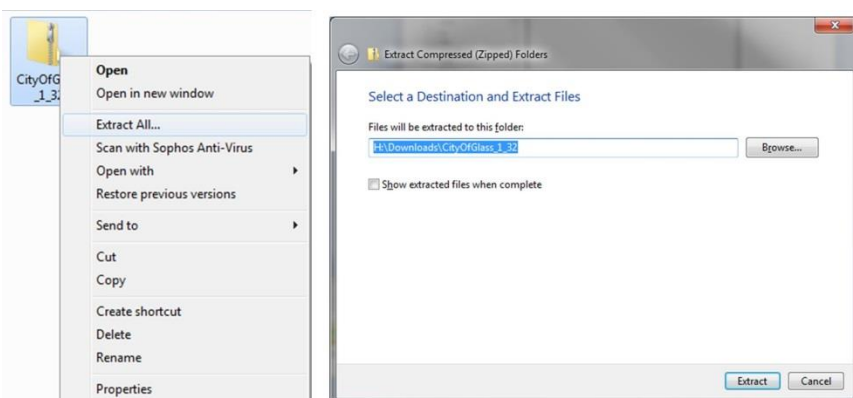 CityOfG
_1_32
Open
Open in new window
Extract All...
Scan with Sophos Anti-Virus
Open with
Restore previous versions
Send to
Cut
Copy
Create shortcut
Delete
Rename
Properties
Extract Compressed (Zipped) Folders
Select a Destination and Extract Files
Files will be extracted to this folder:
H:\Downloads\CityOfGlass_1_32
Browse...
Show extracted files when complete
Extract
Cancel